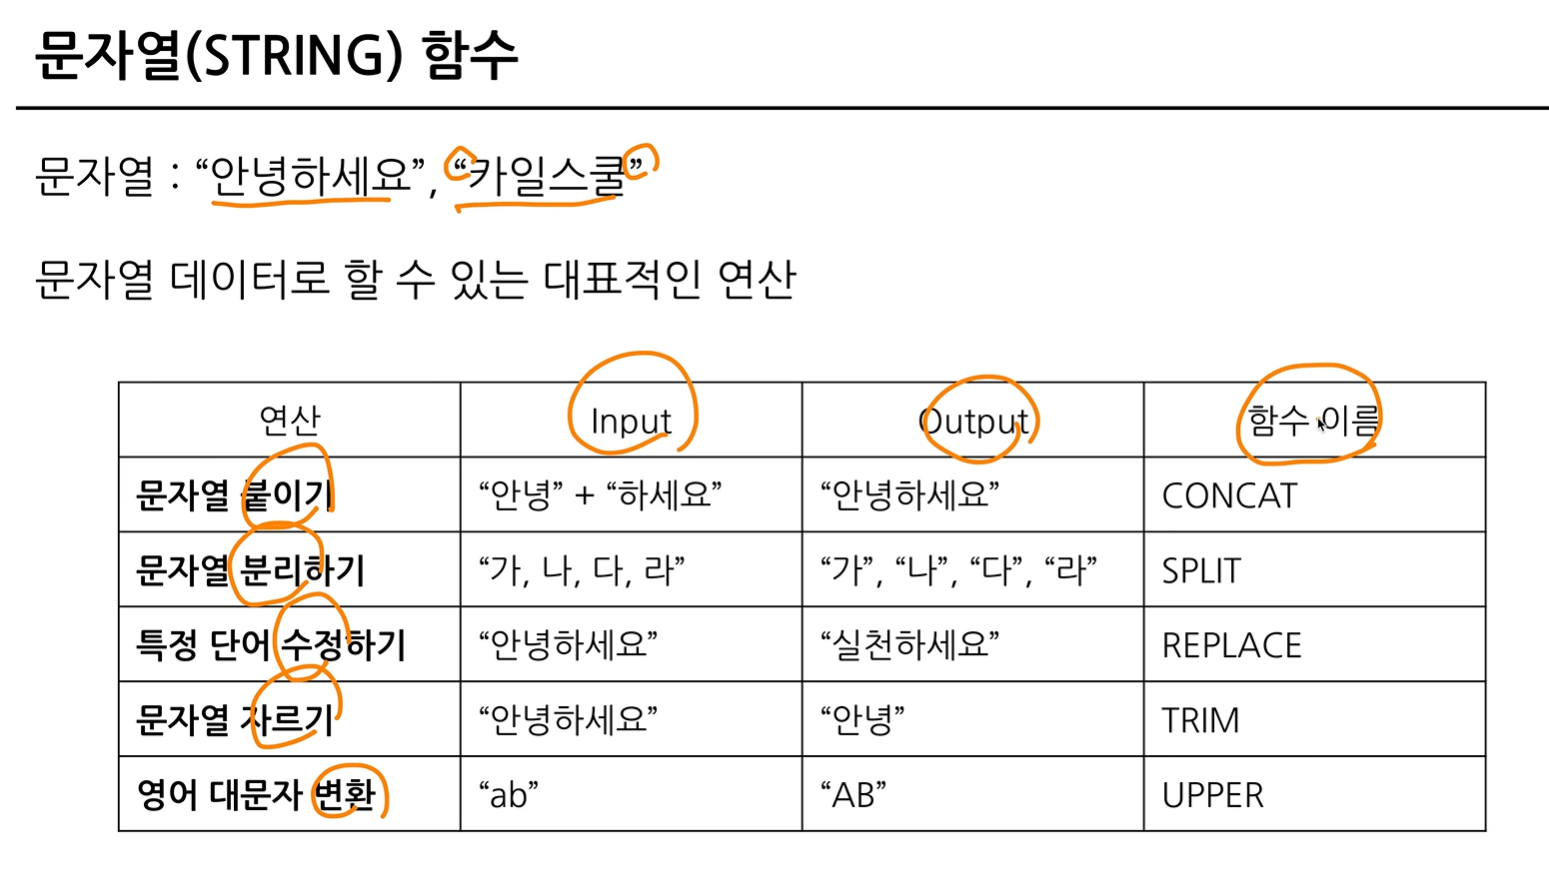 문자열(STRING) 함수
문자열 : “안녕하세요”, “카일스쿨”
문자열 데이터로 할 수 있는 대표적인 연산
연산 Input Output 함수 이름
문자열 붙이기 “안녕” + “하세요” “안녕하세요” CONCAT
문자열 분리하기 “가, 나, 다, 라” “가”, “나”, “다”, “라” SPLIT
특정 단어 수정하기 “안녕하세요” “실천하세요” REPLACE
문자열 자르기 “안녕하세요” “안녕” TRIM
영어 대문자 변환 “ab” “AB” UPPER